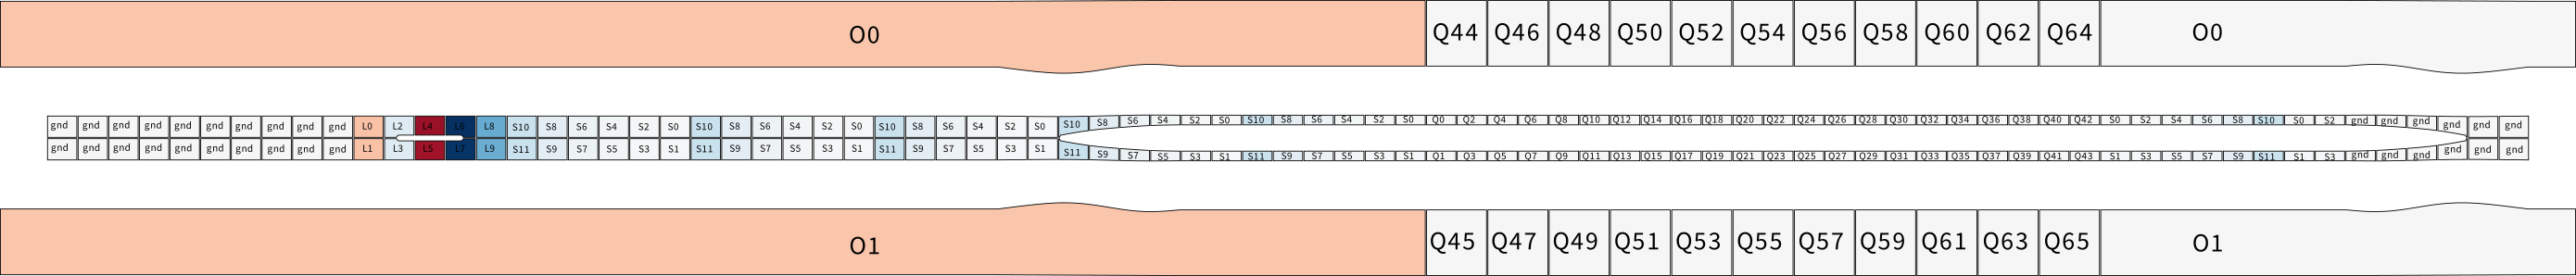 O0 Q44 Q46 Q48 Q50 Q52 Q54 Q56 Q58 Q60 Q62 Q64 O0
gnd gnd gnd gnd gnd gnd gnd gnd gnd gnd L0 L2 L4 L6 L8 S10 S8 S6 S4 S2 S0 S10 S8 S6 S4 S2 S0 S10 S8 S6 S4 S2 S0 S10 S8 S6 S4 S2 S0 S10 S8 S6 S4 S2 S0 Q0 Q2 Q4 Q6 Q8 Q10 Q12 Q14 Q16 Q18 Q20 Q22 Q24 Q26 Q28 Q30 Q32 Q34 Q36 Q38 Q40 Q42 S0 S2 S4 S6 S8 S10 S0 S2 gnd gnd gnd gnd gnd gnd
gnd gnd gnd gnd gnd gnd gnd gnd gnd gnd L1 L3 L5 L7 L9 S11 S9 S7 S5 S3 S1 S11 S9 S7 S5 S3 S1 S11 S9 S7 S5 S3 S1 S11 S9 S7 S5 S3 S1 S11 S9 S7 S5 S3 S1 Q1 Q3 Q5 Q7 Q9 Q11 Q13 Q15 Q17 Q19 Q21 Q23 Q25 Q27 Q29 Q31 Q33 Q35 Q37 Q39 Q41 Q43 S1 S3 S5 S7 S9 S11 S1 S3 gnd gnd gnd gnd gnd gnd
O1 Q45 Q47 Q49 Q51 Q53 Q55 Q57 Q59 Q61 Q63 Q65 O1